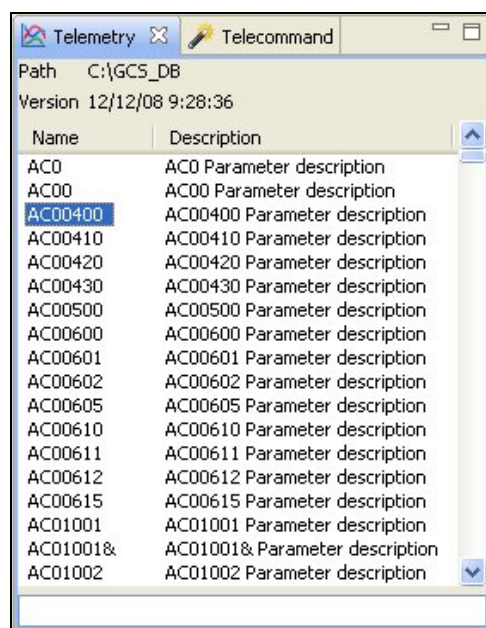 Telemetry Telecommand
Path C:\GCS_DB
Version 12/12/08 9:28:36
Name Description
AC0 AC0 Parameter description
AC00 AC00 Parameter description
AC00400 AC00400 Parameter description
AC00410 AC00410 Parameter description
AC00420 AC00420 Parameter description
AC00430 AC00430 Parameter description
AC00500 AC00500 Parameter description
AC00600 AC00600 Parameter description
AC00601 AC00601 Parameter description
AC00602 AC00602 Parameter description
AC00605 AC00605 Parameter description
AC00610 AC00610 Parameter description
AC00611 AC00611 Parameter description
AC00612 AC00612 Parameter description
AC00615 AC00615 Parameter description
AC01001 AC01001 Parameter description
AC01001& AC01001& Parameter description
AC01002 AC01002 Parameter description